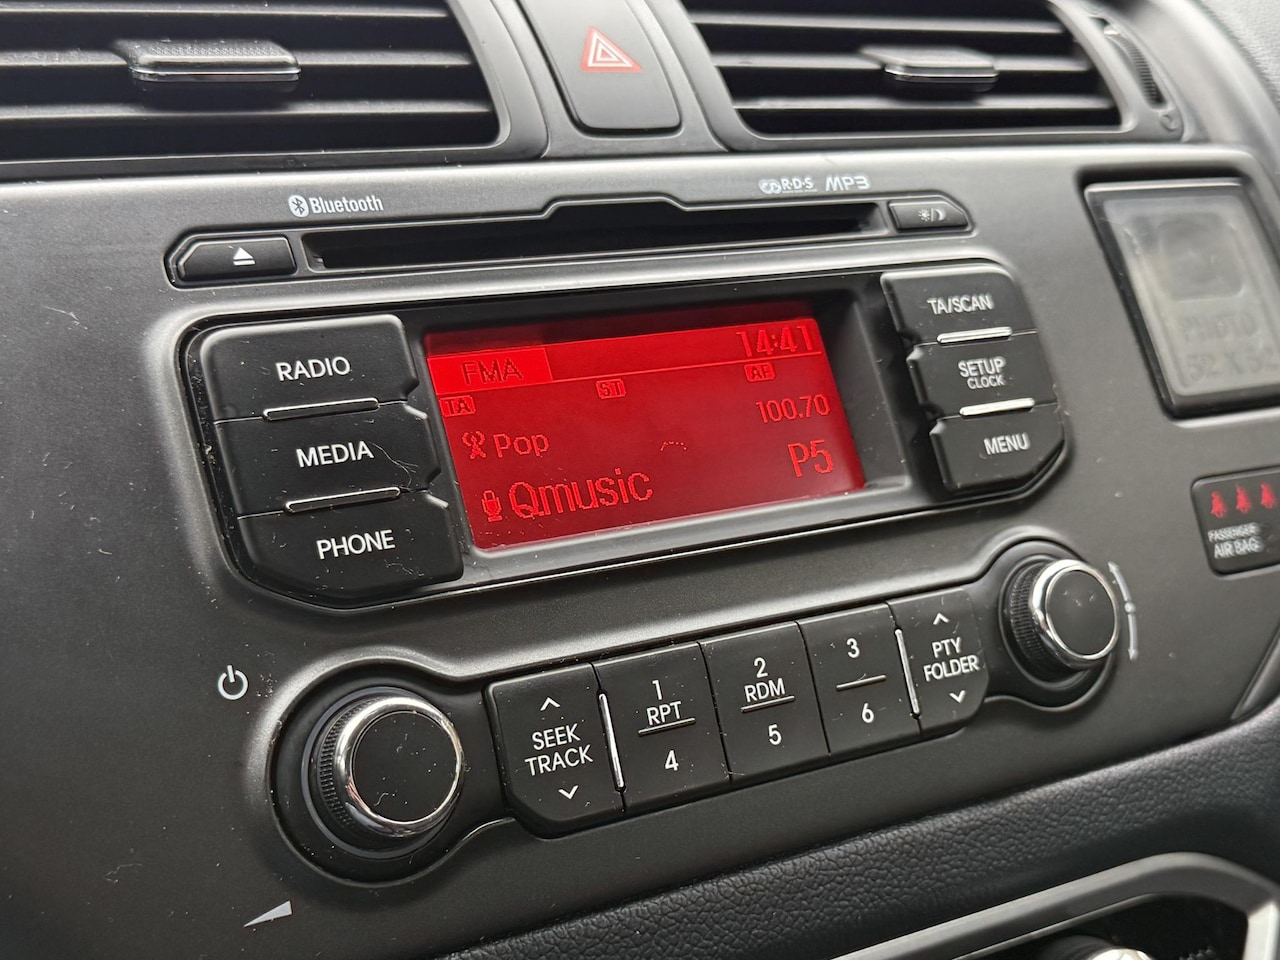 Bluetooth
R·D·S MP3
RADIO
MEDIA
PHONE
FMA 14:41
TA ST AF
Pop 100.70
Qmusic P5
TA/SCAN
SETUP
CLOCK
MENU
PHOTO
PASSENGER
AIR BAG
SEEK
TRACK
1
RPT
4
2
RDM
5
3
6
PTY
FOLDER